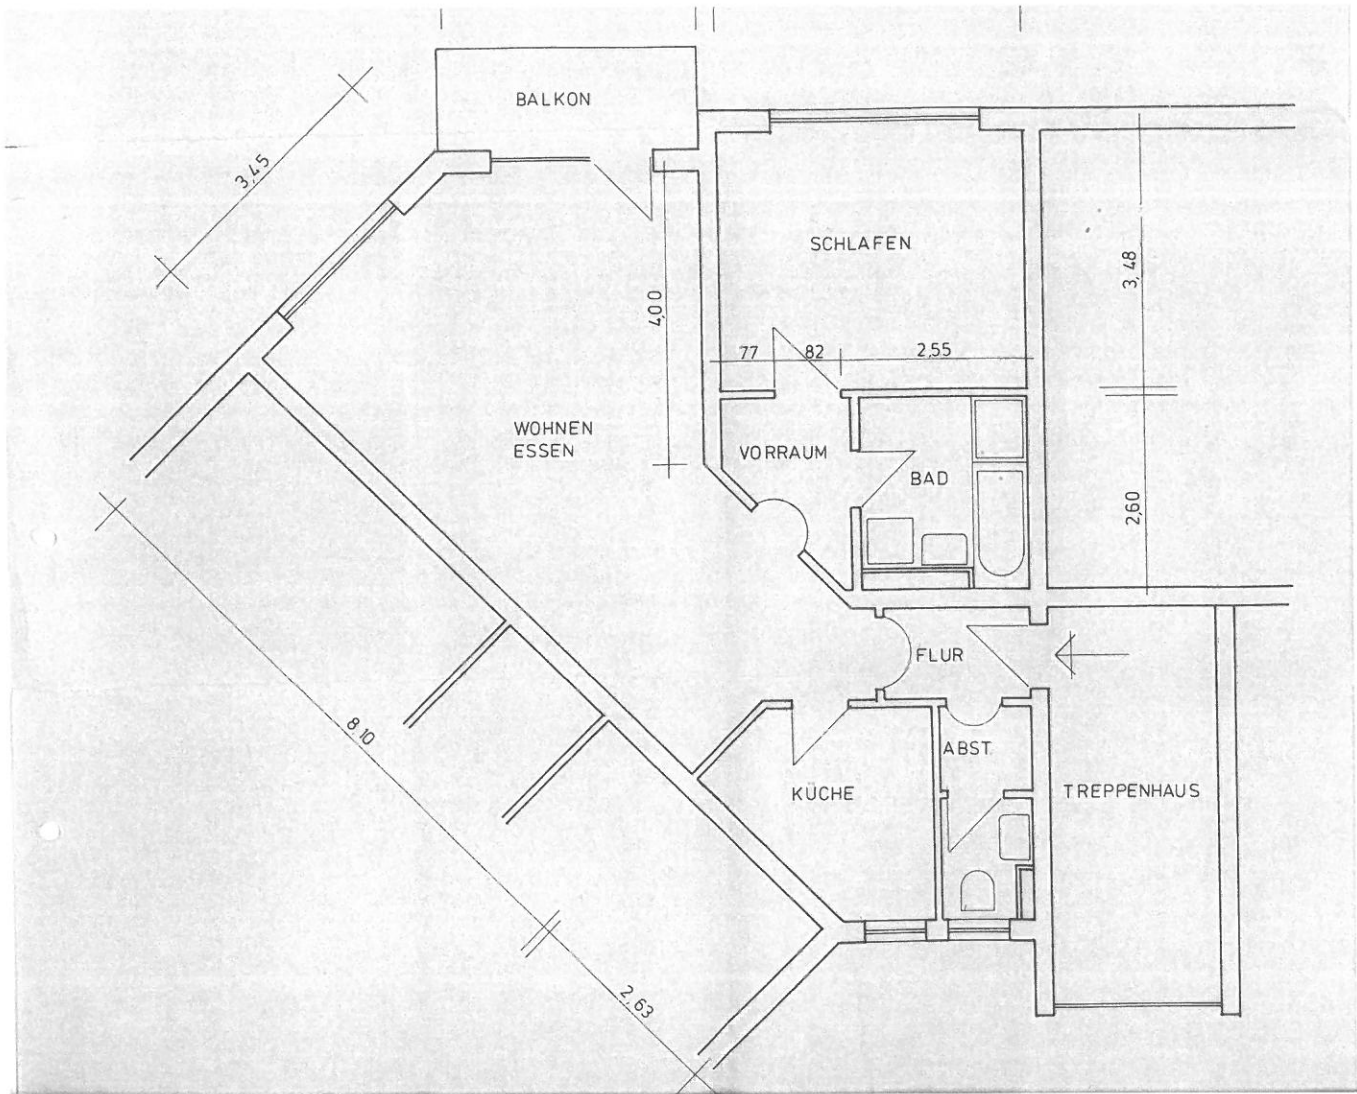 BALKON
3,45
SCHLAFEN
3,48
4,00
77
82
2,55
WOHNEN
ESSEN
VORRAUM
BAD
2,60
FLUR
8,10
ABST.
KÜCHE
TREPPENHAUS
2,63